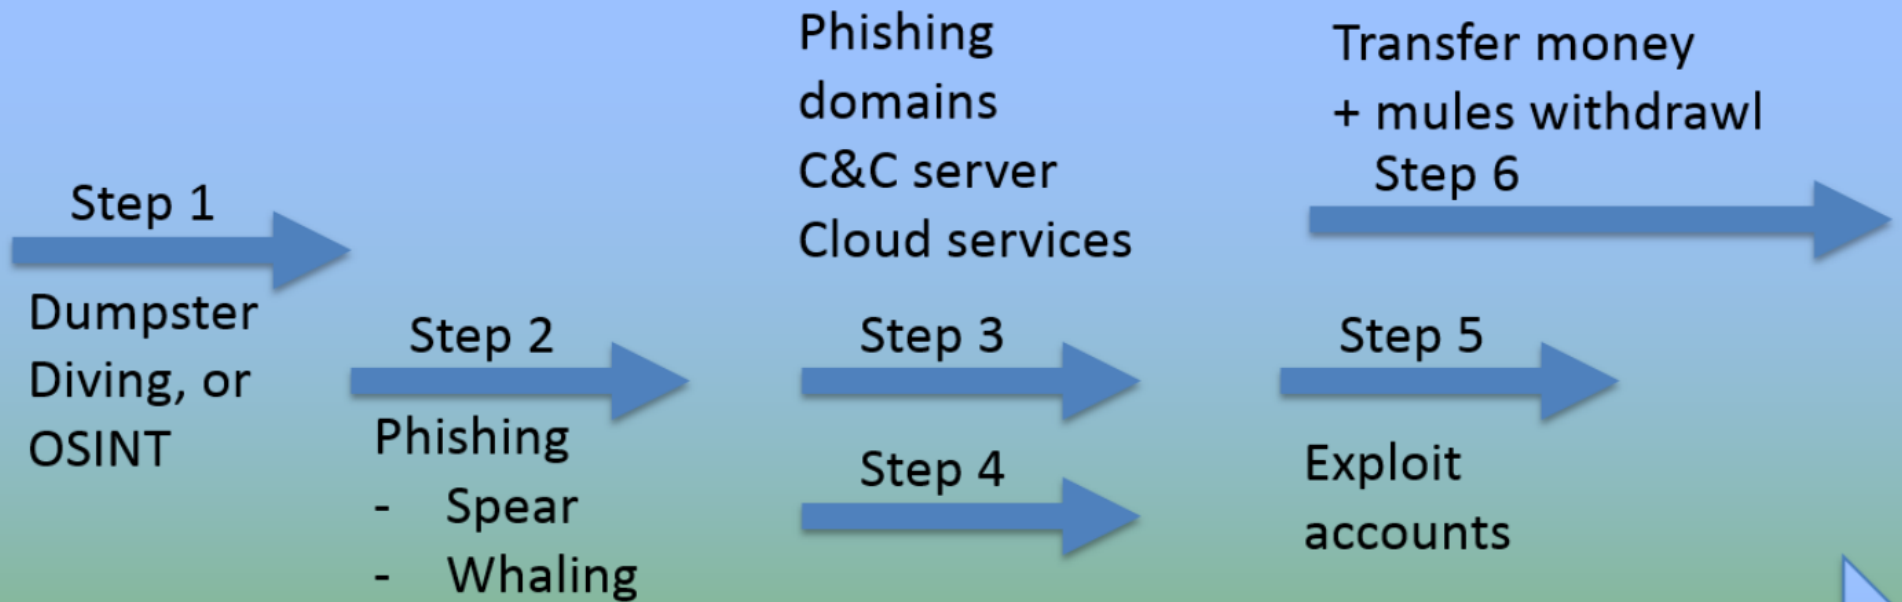 Step 1
Dumpster
Diving, or
OSINT
Step 2
Phishing
- Spear
- Whaling
Phishing
domains
C&C server
Cloud services
Step 3
Step 4
Transfer money
+ mules withdrawl
Step 6
Step 5
Exploit
accounts